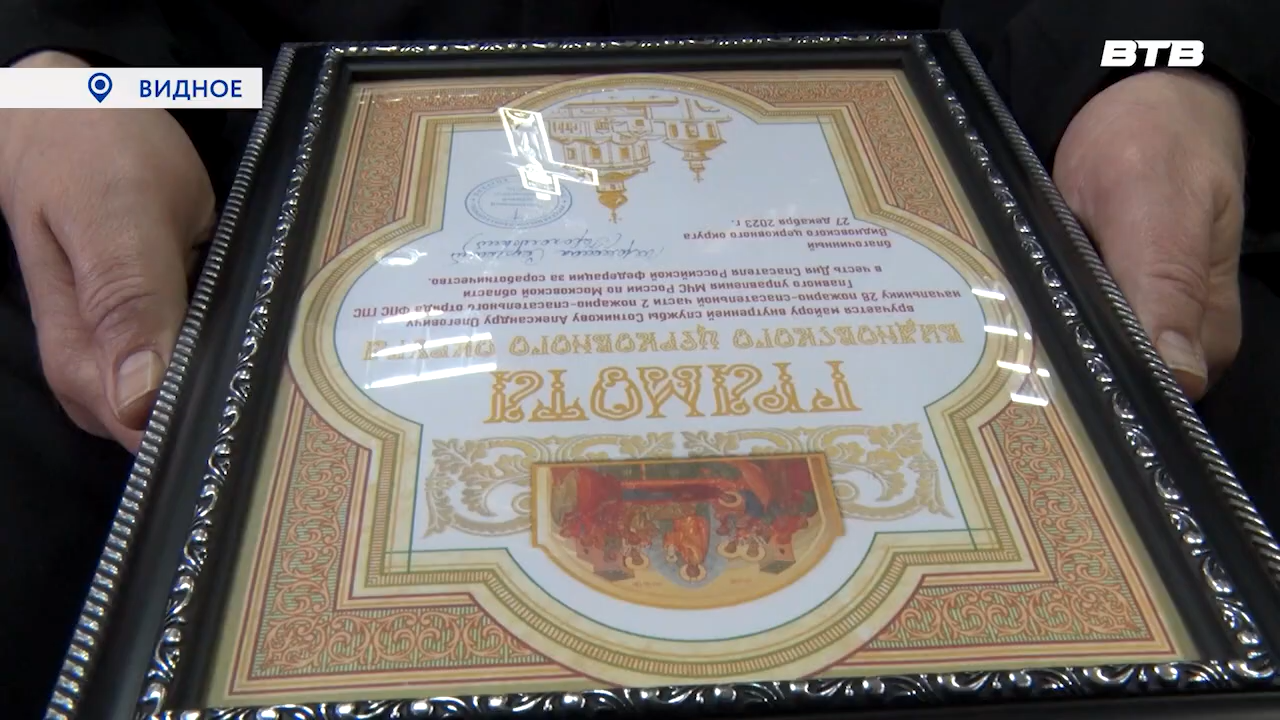 ВИДНОЕ
ВТВ
ГРАМОТА
ВИДНОВСКОГО ЦЕРКОВНОГО ОКРУГА
вручается майору внутренней службы Сотникову Александру Олеговичу
начальнику 28 пожарно-спасательной части 2 пожарно-спасательного отряда ФПС ГПС
Главного управления МЧС России по Московской области
в честь Дня Спасателя Российской Федерации за соработничество.
благочинный
Видновского церковного округа
27 декабря 2023 г.